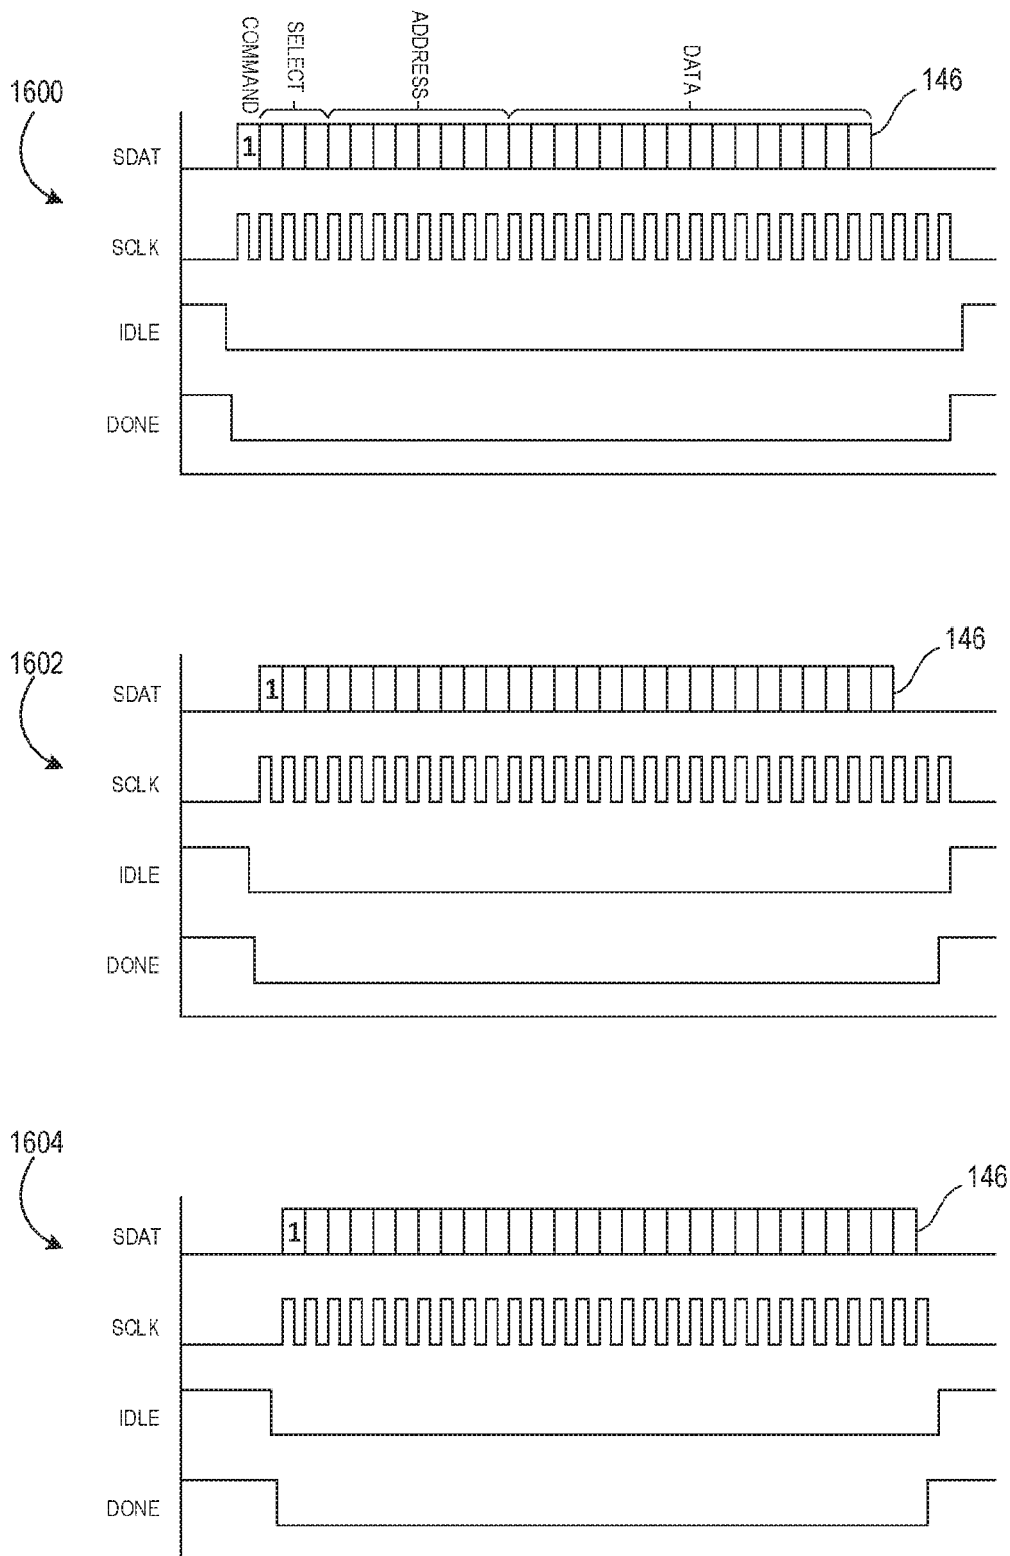 COMMAND
SELECT
ADDRESS
DATA
1600
146
SDAT
1
SCLK
IDLE
DONE
1602
146
SDAT
1
SCLK
IDLE
DONE
1604
146
SDAT
1
SCLK
IDLE
DONE